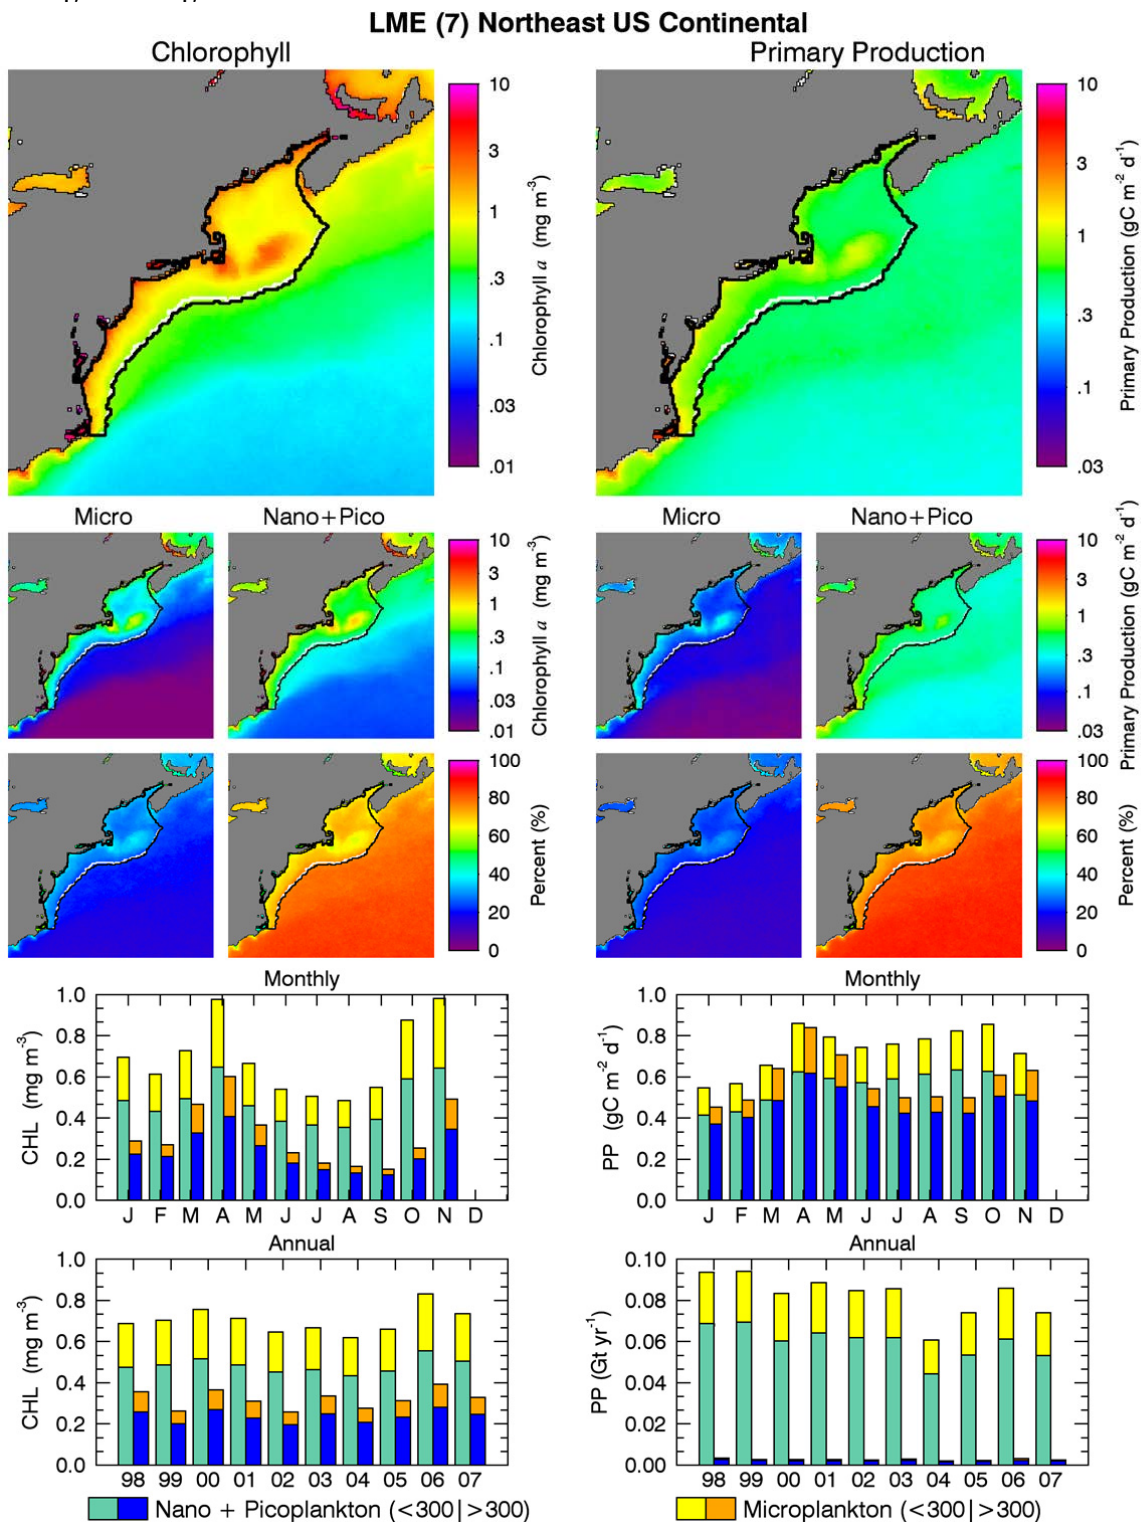 LME (7) Northeast US Continental
Chlorophyll
Primary Production
10
3
1
.3
.1
.03
.01
Chlorophyll a (mg m-3)
10
3
1
.3
.1
.03
Primary Production (gC m-2 d-1)
Micro
Nano+Pico
Micro
Nano+Pico
10
3
1
.3
.1
.03
.01
Chlorophyll a (mg m-3)
10
3
1
.3
.1
.03
Primary Production (gC m-2 d-1)
100
80
60
40
20
0
Percent (%)
100
80
60
40
20
0
Percent (%)
Monthly
1.0
0.8
0.6
0.4
0.2
0.0
CHL (mg m-3)
J F M A M J J A S O N D
Monthly
1.0
0.8
0.6
0.4
0.2
0.0
PP (gC m-2 d-1)
J F M A M J J A S O N D
Annual
1.0
0.8
0.6
0.4
0.2
0.0
CHL (mg m-3)
98 99 00 01 02 03 04 05 06 07
Annual
0.10
0.08
0.06
0.04
0.02
0.00
PP (Gt yr-1)
98 99 00 01 02 03 04 05 06 07
Nano + Picoplankton (<300|>300)
Microplankton (<300|>300)